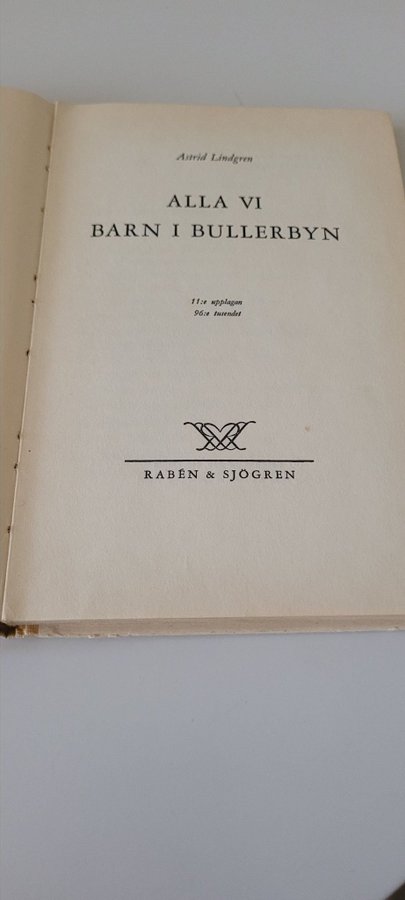 Astrid Lindgren
ALLA VI
BARN I BULLERBYN
11:e upplagan
96:e tusendet
RABÉN & SJÖGREN